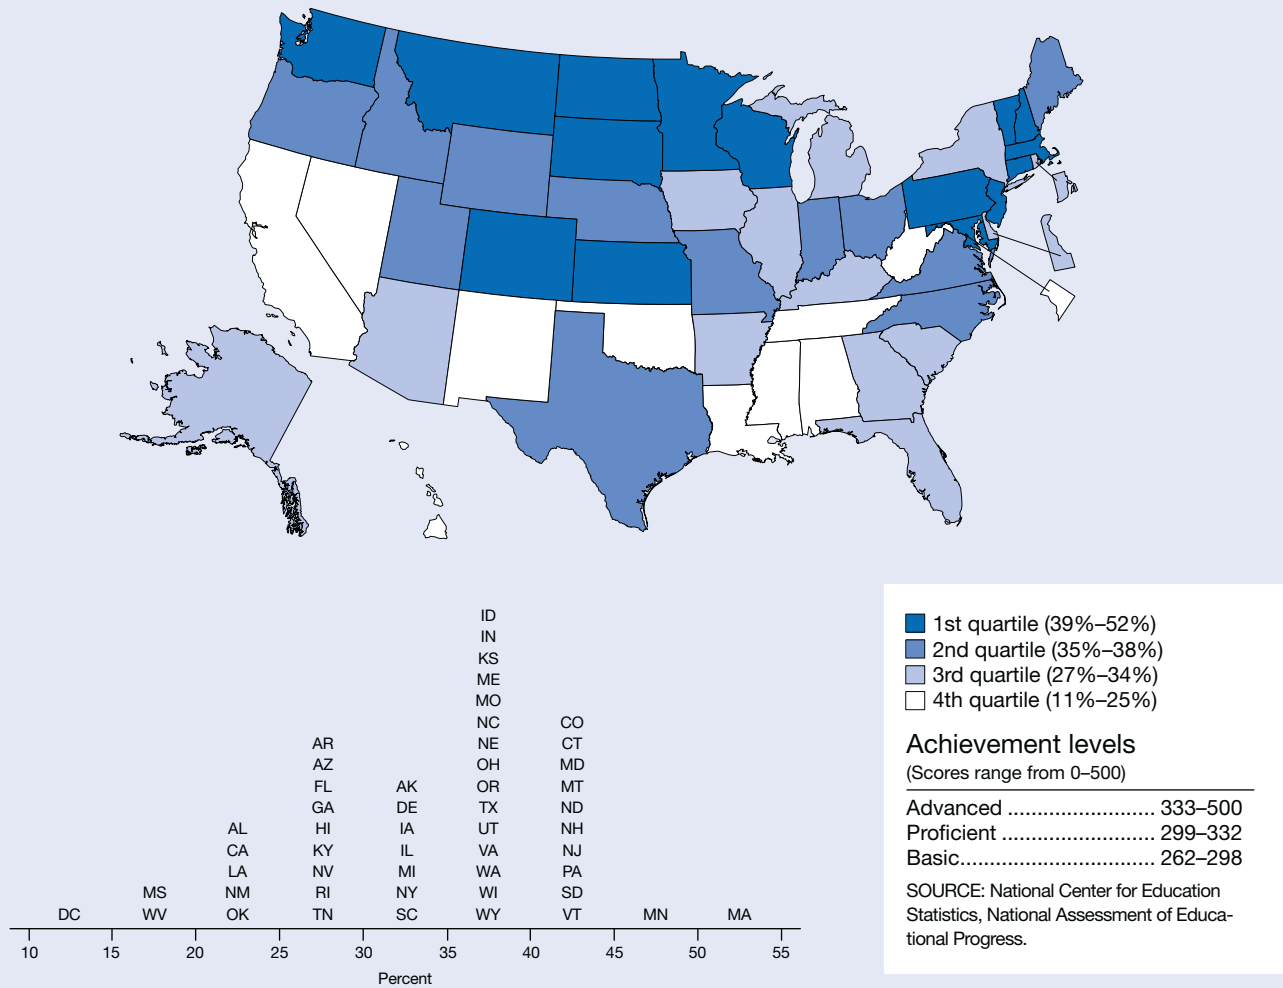 ID
IN
KS
ME
MO
NC CO
AR NE CT
AZ OH MD
FL AK OR MT
GA DE TX ND
AL HI IA UT NH
CA KY IL VA NJ
LA NV MI WA PA
MS NM RI NY WI SD
DC WV OK TN SC WY VT MN MA
10 15 20 25 30 35 40 45 50 55
Percent
1st quartile (39%–52%)
2nd quartile (35%–38%)
3rd quartile (27%–34%)
4th quartile (11%–25%)
Achievement levels
(Scores range from 0–500)
Advanced ......................... 333–500
Proficient .......................... 299–332
Basic................................. 262–298
SOURCE: National Center for Education
Statistics, National Assessment of Educa-
tional Progress.